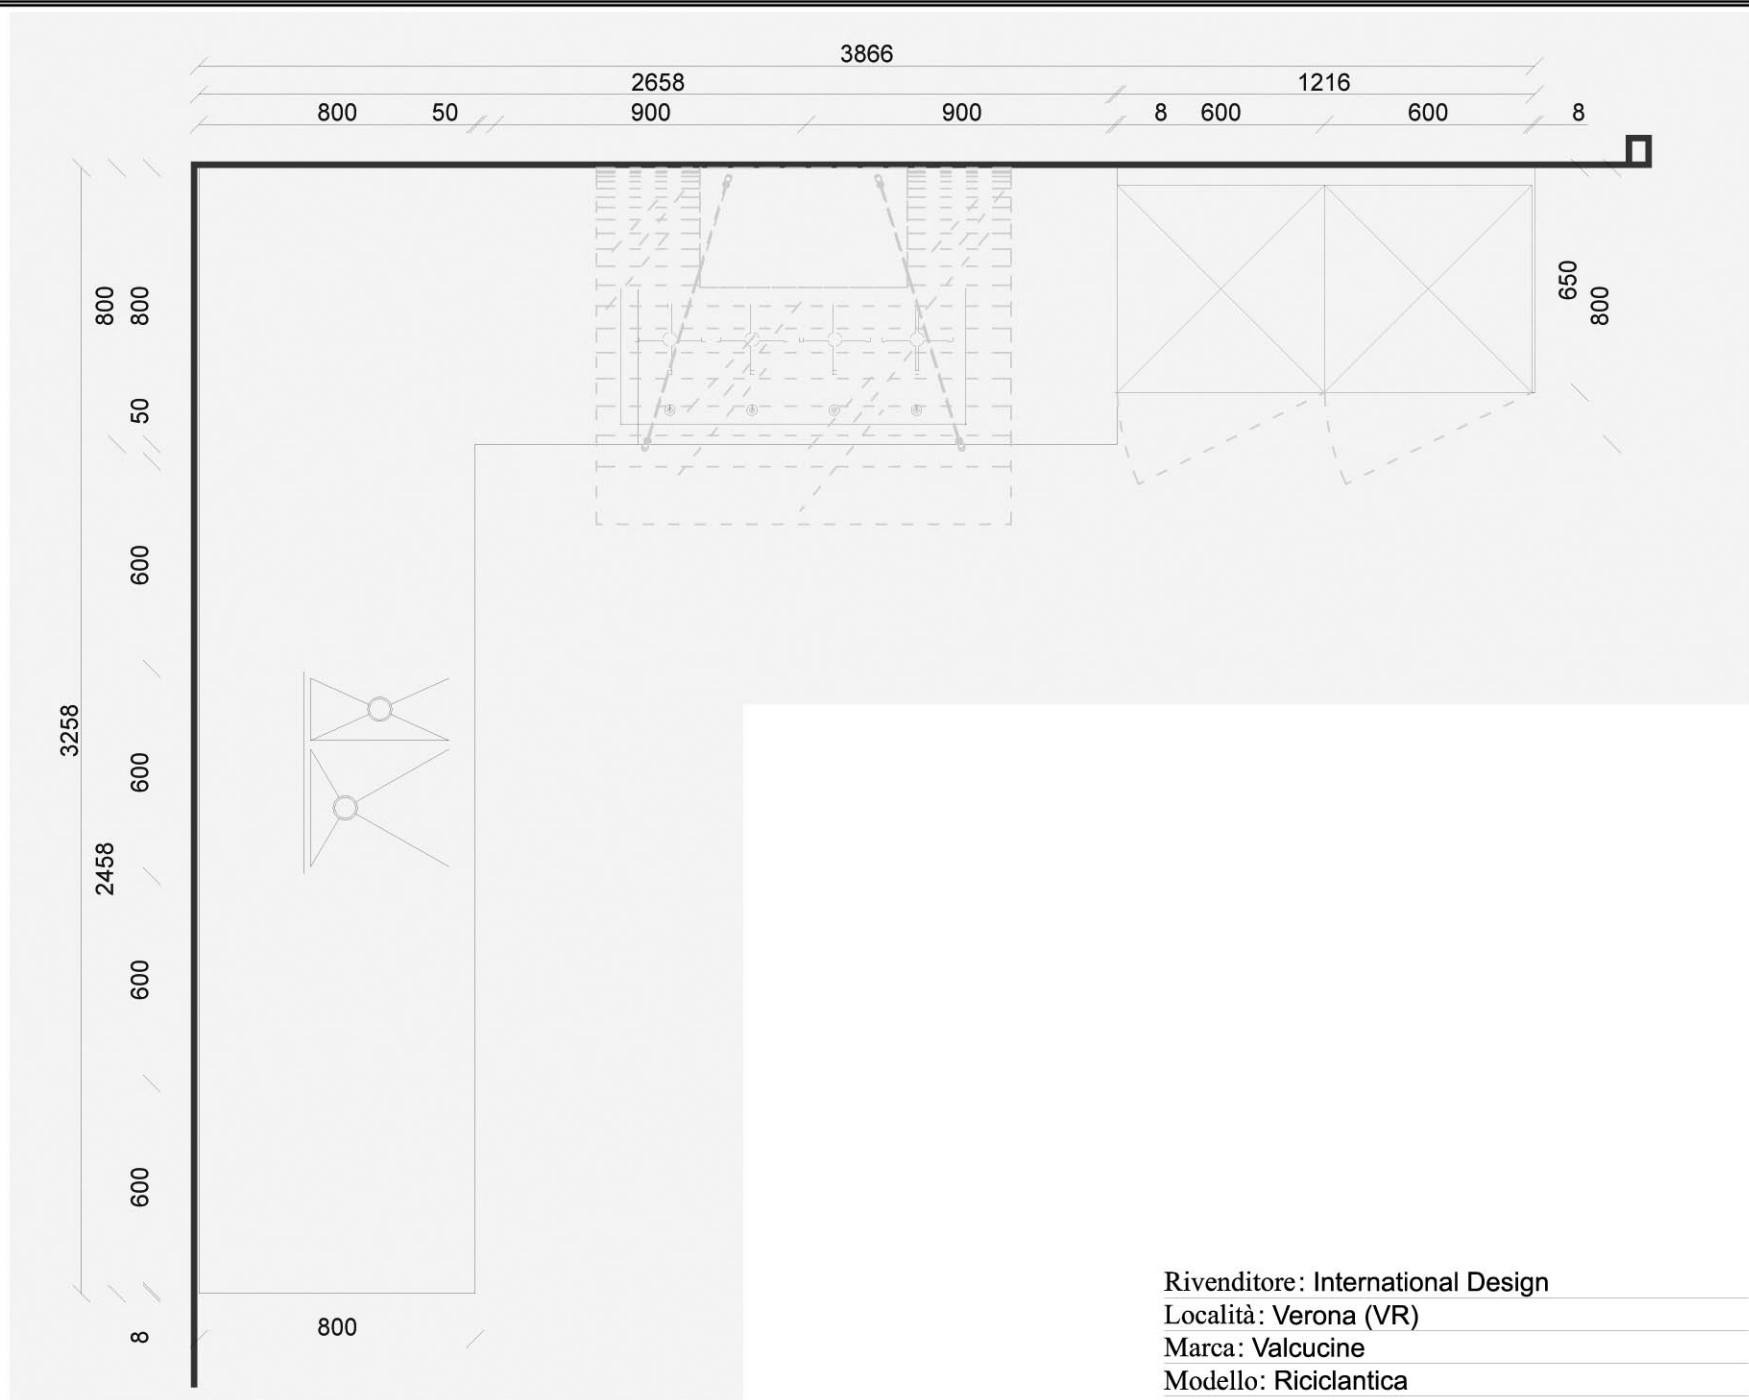 3866
2658 1216
800 50 900 900 8 600 600 8
800 800
650
800
50
600
3258
600
2458
600
600
8
800
Rivenditore: International Design
Località: Verona (VR)
Marca: Valcucine
Modello: Riciclantica